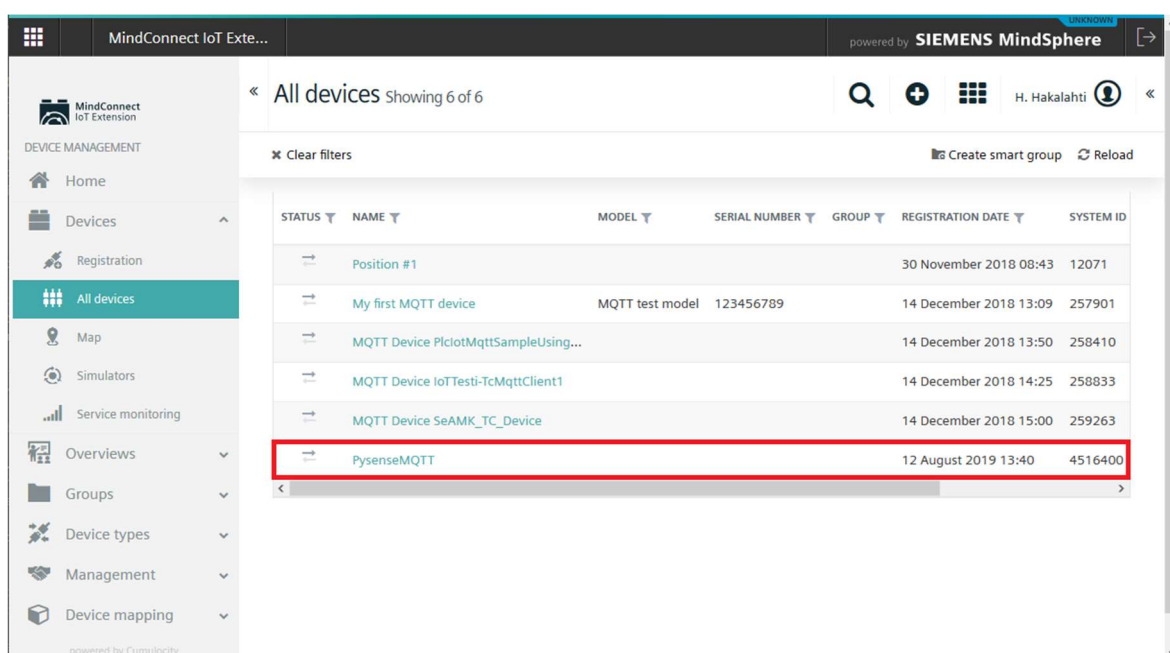 UNKNOWN
MindConnect IoT Exte...
powered by SIEMENS MindSphere
MindConnect
IoT Extension
« All devices Showing 6 of 6
H. Hakalahti «
DEVICE MANAGEMENT
Clear filters
Create smart group Reload
Home
Devices
Registration
All devices
Map
Simulators
Service monitoring
Overviews
Groups
Device types
Management
Device mapping
powered by Cumulocity
STATUS NAME MODEL SERIAL NUMBER GROUP REGISTRATION DATE SYSTEM ID
Position #1 30 November 2018 08:43 12071
My first MQTT device MQTT test model 123456789 14 December 2018 13:09 257901
MQTT Device PlcIotMqttSampleUsing... 14 December 2018 13:50 258410
MQTT Device IoTTesti-TcMqttClient1 14 December 2018 14:25 258833
MQTT Device SeAMK_TC_Device 14 December 2018 15:00 259263
PysenseMQTT 12 August 2019 13:40 4516400